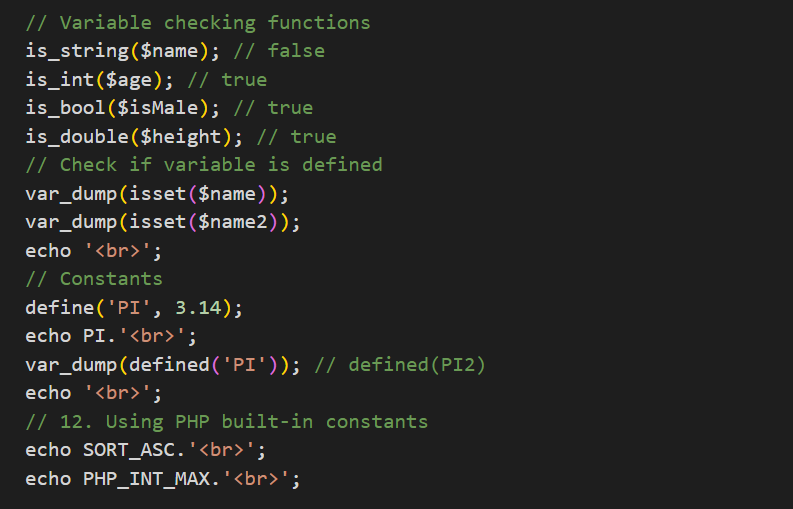 // Variable checking functions
is_string($name); // false
is_int($age); // true
is_bool($isMale); // true
is_double($height); // true
// Check if variable is defined
var_dump(isset($name));
var_dump(isset($name2));
echo '<br>';
// Constants
define('PI', 3.14);
echo PI.'<br>';
var_dump(defined('PI')); // defined(PI2)
echo '<br>';
// 12. Using PHP built-in constants
echo SORT_ASC.'<br>';
echo PHP_INT_MAX.'<br>';